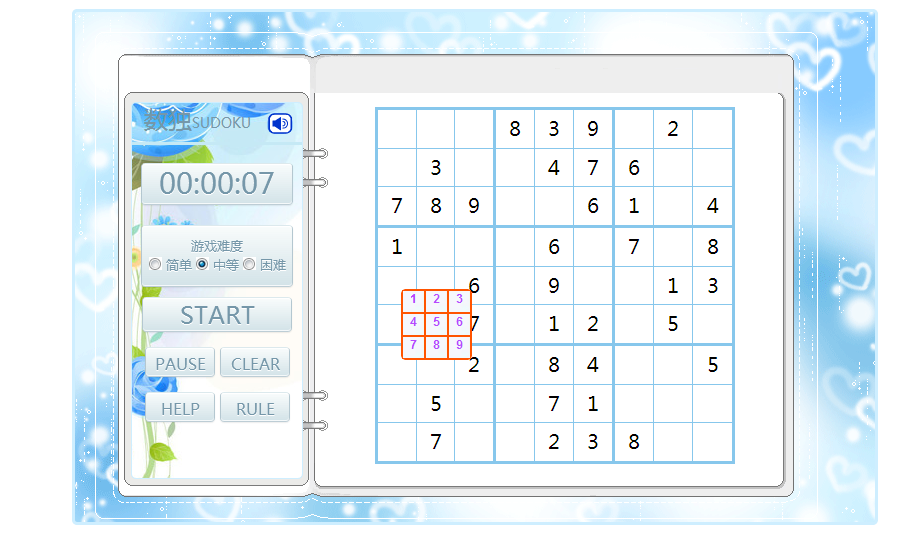 数独SUDOKU
00:00:07
游戏难度
简单 中等 困难
START
PAUSE CLEAR
HELP RULE
8 3 9 2
3 4 7 6
7 8 9 6 1 4
1 6 7 8
6 9 1 3
7 1 2 5
2 8 4 5
5 7 1
7 2 3 8
1 2 3
4 5 6
7 8 9